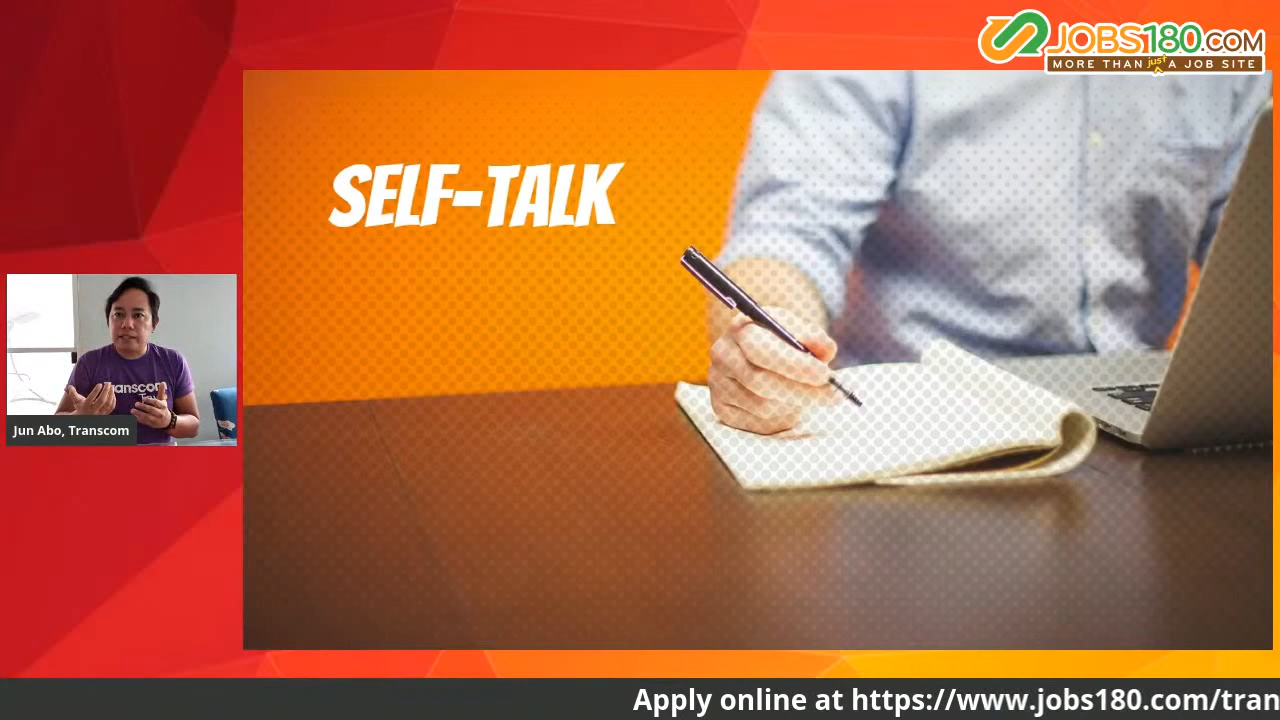 JOBS180.COM
MORE THAN just A JOB SITE
SELF-TALK
Jun Abo, Transcom
Apply online at https://www.jobs180.com/tran